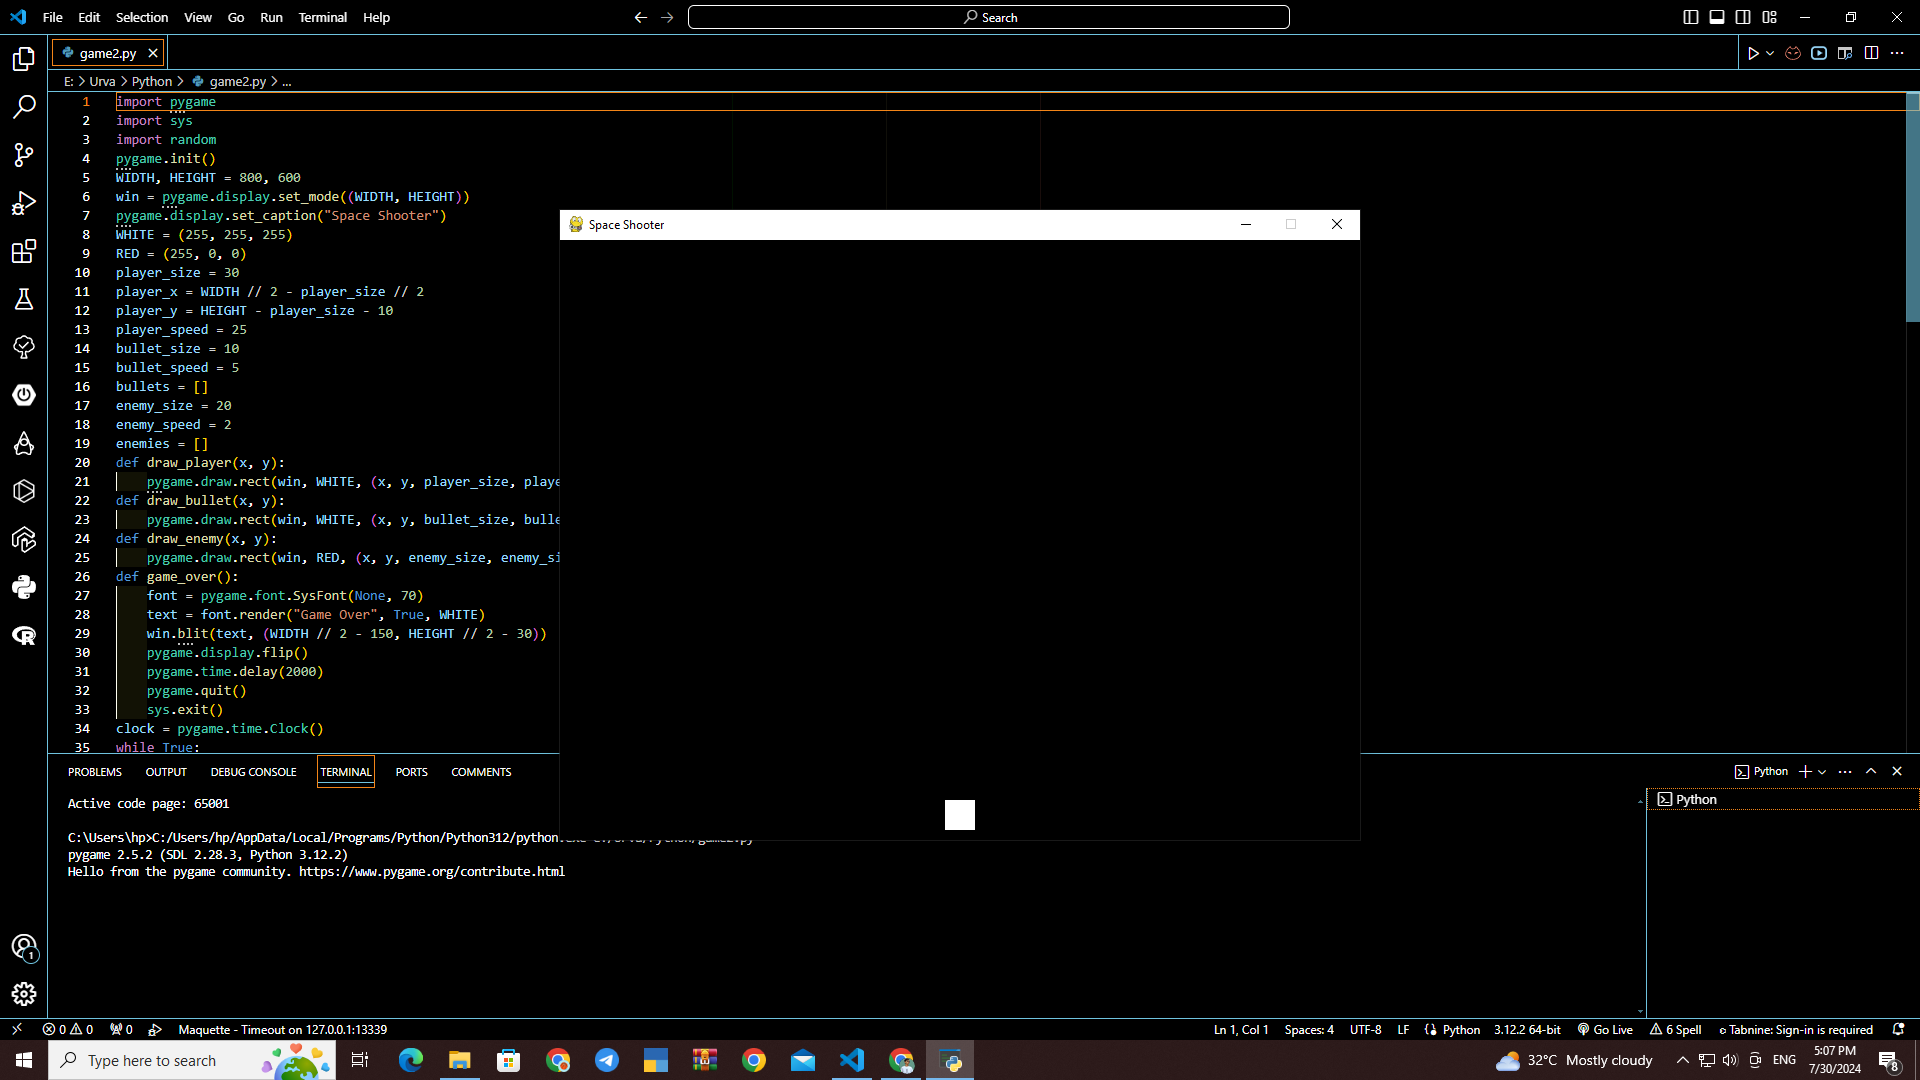 File Edit Selection View Go Run Terminal Help
Search
game2.py
E: > Urva > Python > game2.py > ...
1 import pygame
2 import sys
3 import random
4 pygame.init()
5 WIDTH, HEIGHT = 800, 600
6 win = pygame.display.set_mode((WIDTH, HEIGHT))
7 pygame.display.set_caption("Space Shooter")
8 WHITE = (255, 255, 255)
9 RED = (255, 0, 0)
10 player_size = 30
11 player_x = WIDTH // 2 - player_size // 2
12 player_y = HEIGHT - player_size - 10
13 player_speed = 25
14 bullet_size = 10
15 bullet_speed = 5
16 bullets = []
17 enemy_size = 20
18 enemy_speed = 2
19 enemies = []
20 def draw_player(x, y):
21 pygame.draw.rect(win, WHITE, (x, y, player_size, playe
22 def draw_bullet(x, y):
23 pygame.draw.rect(win, WHITE, (x, y, bullet_size, bulle
24 def draw_enemy(x, y):
25 pygame.draw.rect(win, RED, (x, y, enemy_size, enemy_si
26 def game_over():
27 font = pygame.font.SysFont(None, 70)
28 text = font.render("Game Over", True, WHITE)
29 win.blit(text, (WIDTH // 2 - 150, HEIGHT // 2 - 30))
30 pygame.display.flip()
31 pygame.time.delay(2000)
32 pygame.quit()
33 sys.exit()
34 clock = pygame.time.Clock()
35 while True:
Space Shooter
PROBLEMS OUTPUT DEBUG CONSOLE TERMINAL PORTS COMMENTS
Python
Python
Active code page: 65001
C:\Users\hp>C:/Users/hp/AppData/Local/Programs/Python/Python312/python
pygame 2.5.2 (SDL 2.28.3, Python 3.12.2)
Hello from the pygame community. https://www.pygame.org/contribute.html
1
0 0 0 Maquette - Timeout on 127.0.0.1:13339 Ln 1, Col 1 Spaces: 4 UTF-8 LF Python 3.12.2 64-bit Go Live 6 Spell Tabnine: Sign-in is required
Type here to search
32°C Mostly cloudy
ENG
5:07 PM
7/30/2024
8